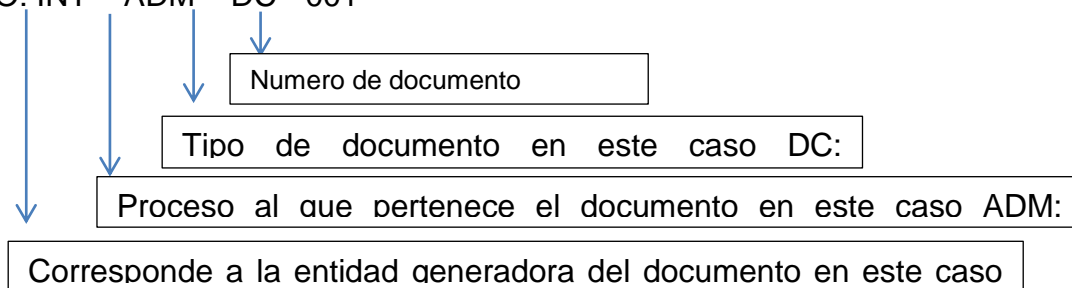 INT ADM DC 001
Numero de documento
Tipo de documento en este caso DC:
Proceso al que pertenece el documento en este caso ADM:
Corresponde a la entidad generadora del documento en este caso